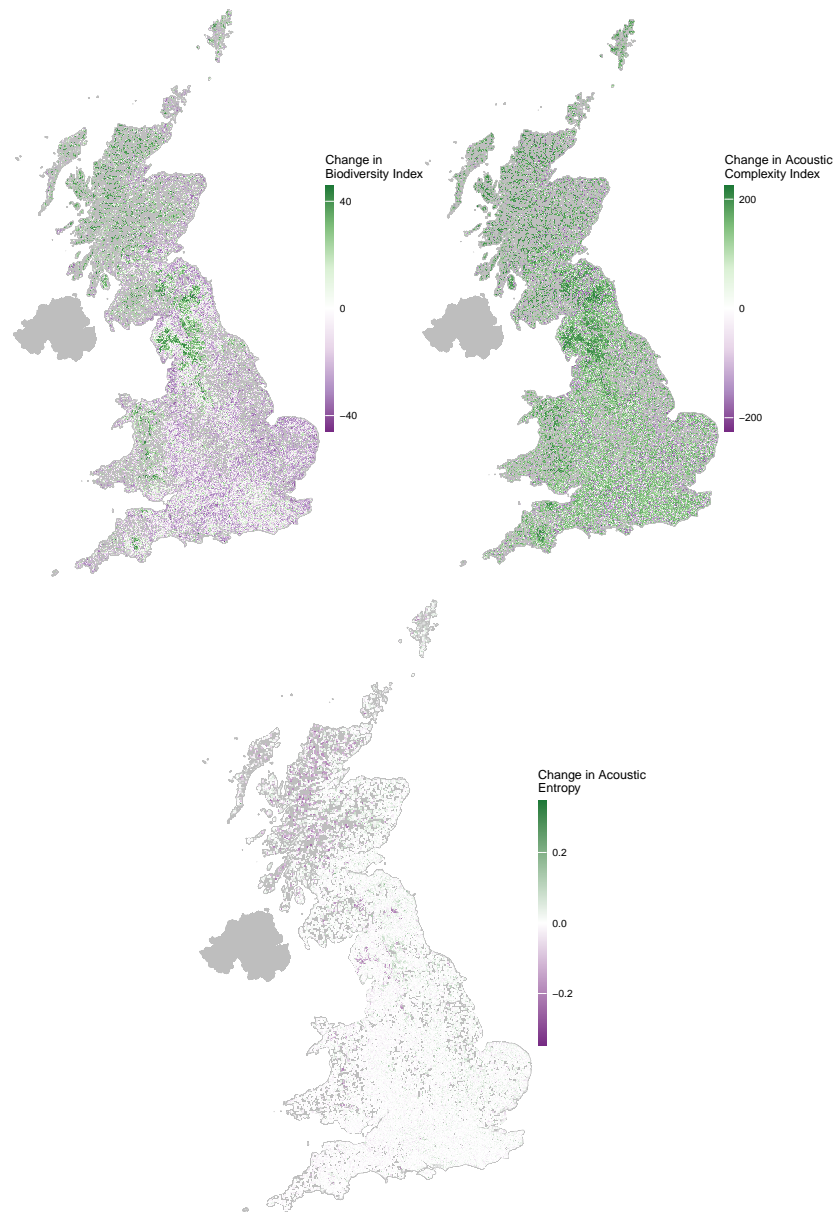 Change in
Biodiversity Index
40
0
−40
Change in Acoustic
Complexity Index
200
0
−200
Change in Acoustic
Entropy
0.2
0.0
−0.2